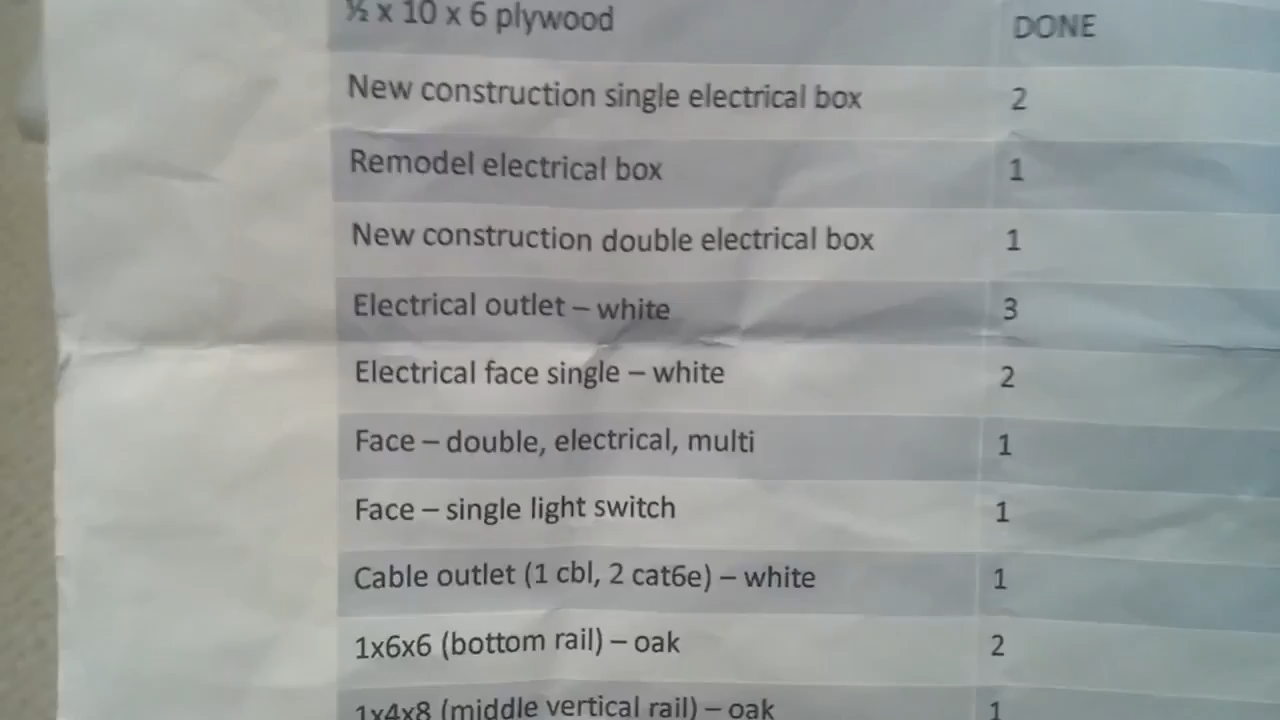 ½ x 10 x 6 plywood DONE
New construction single electrical box 2
Remodel electrical box 1
New construction double electrical box 1
Electrical outlet – white 3
Electrical face single – white 2
Face – double, electrical, multi 1
Face – single light switch 1
Cable outlet (1 cbl, 2 cat6e) – white 1
1x6x6 (bottom rail) – oak 2
1x4x8 (middle vertical rail) – oak 1